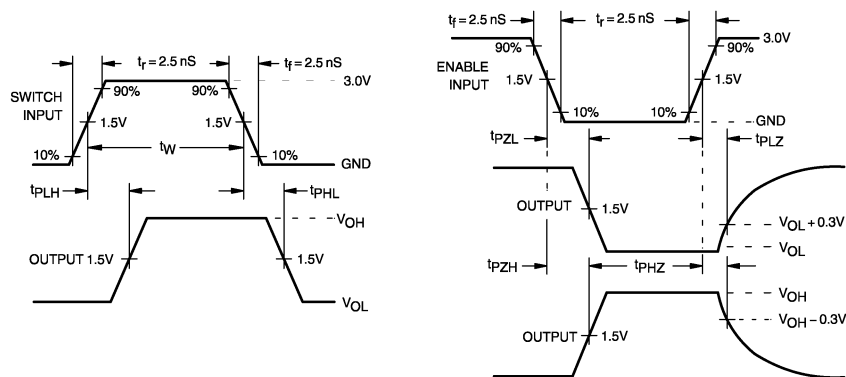 tr = 2.5 nS
tf = 2.5 nS
3.0V
90%
90%
SWITCH
INPUT
1.5V
1.5V
tW
10%
10%
GND
tPLH
tPHL
VOH
OUTPUT 1.5V
1.5V
VOL
tf = 2.5 nS
tr = 2.5 nS
3.0V
90%
90%
ENABLE
INPUT
1.5V
1.5V
10%
10%
GND
tPZL
tPLZ
OUTPUT
1.5V
VOL + 0.3V
VOL
tPZH
tPHZ
VOH
VOH − 0.3V
OUTPUT
1.5V